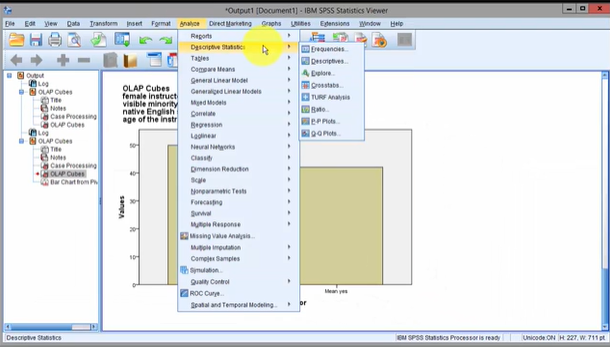 *Output1 [Document1] - IBM SPSS Statistics Viewer
File Edit View Data Transform Insert Format Analyze Direct Marketing Graphs Utilities Extensions Window Help
Output
Log
OLAP Cubes
Title
Notes
Case Processing
OLAP Cubes
Log
OLAP Cubes
Title
Notes
Case Processing
OLAP Cubes
Bar Chart from Piv
OLAP Cubes
female instruct
visible minority
native English s
age of the instr
Values
50
40
30
20
10
0
Mean yes
or
Reports
Descriptive Statistics
Tables
Compare Means
General Linear Model
Generalized Linear Models
Mixed Models
Correlate
Regression
Loglinear
Neural Networks
Classify
Dimension Reduction
Scale
Nonparametric Tests
Forecasting
Survival
Multiple Response
Missing Value Analysis...
Multiple Imputation
Complex Samples
Simulation...
Quality Control
ROC Curve...
Spatial and Temporal Modeling...
Frequencies...
Descriptives...
Explore...
Crosstabs...
TURF Analysis
Ratio...
P-P Plots...
Q-Q Plots...
Descriptive Statistics
IBM SPSS Statistics Processor is ready
Unicode:ON
H: 227, W: 711 pt.